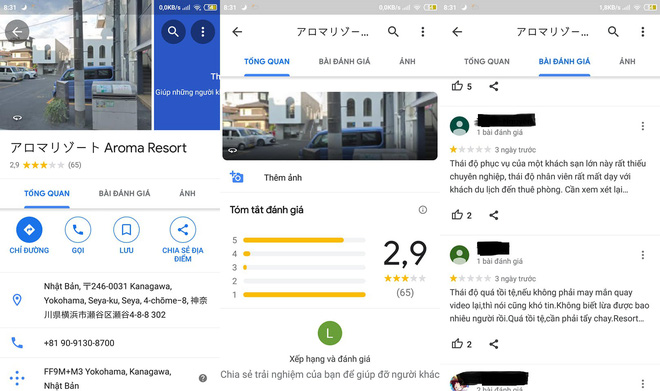 8:31
0,0KB/s
Th
Giúp những người kh
アロマリゾート Aroma Resort
2,9
(65)
TỔNG QUAN
BÀI ĐÁNH GIÁ
ẢNH
CHỈ ĐƯỜNG
GỌI
LƯU
CHIA SẺ ĐỊA
ĐIỂM
Nhật Bản, 〒246-0031 Kanagawa,
Yokohama, Seya-ku, Seya, 4-chōme−8, 神奈
川県横浜市瀬谷区瀬谷4-8-8 302
+81 90-9130-8700
FF9M+M3 Yokohama, Kanagawa,
Nhật Bản
8:31
0,0KB/s
アロマリゾート...
TỔNG QUAN
BÀI ĐÁNH GIÁ
ẢNH
Thêm ảnh
Tóm tắt đánh giá
5
4
3
2
1
2,9
(65)
L
Xếp hạng và đánh giá
Chia sẻ trải nghiệm của bạn để giúp đỡ người khác
8:31
1,8KB/s
アロマリゾー...
TỔNG QUAN
BÀI ĐÁNH GIÁ
ẢNH
5
1 bài đánh giá
3 ngày trước
Thái độ phục vụ của một khách sạn lớn này rất thiếu
chuyên nghiệp, thái độ nhân viên rất mất dạy với
khách du lịch đến thuê phòng. Cần xem xét lại...
2
1 bài đánh giá
3 ngày trước
Thái độ quá tồi tệ,nếu không phải may mắn quay
video lại,thì nói cũng khó tin.Không biết lừa được bao
nhiêu người rồi.Quá tồi tệ,cần phải tẩy chay.Resort...
2
2 bài đánh giá